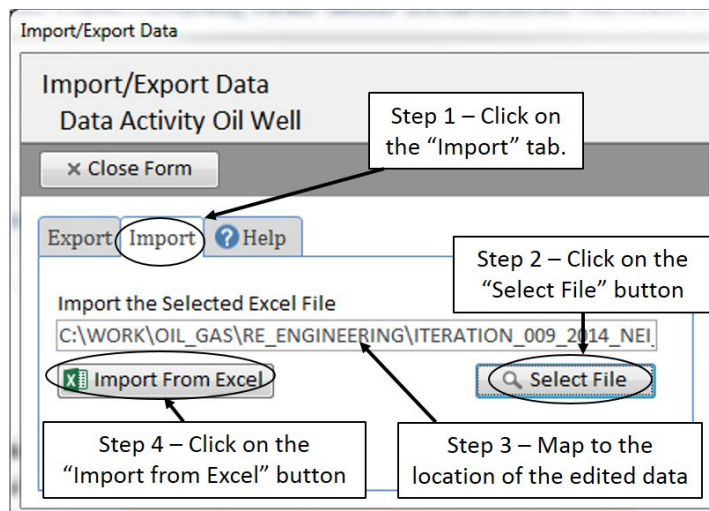 Import/Export Data
Import/Export Data
Data Activity Oil Well
Step 1 – Click on
the “Import” tab.
× Close Form
Export Import ? Help
Step 2 – Click on the
“Select File” button
Import the Selected Excel File
C:\WORK\OIL_GAS\RE_ENGINEERING\ITERATION_009_2014_NEI_
Import From Excel Select File
Step 4 – Click on the
“Import from Excel” button
Step 3 – Map to the
location of the edited data